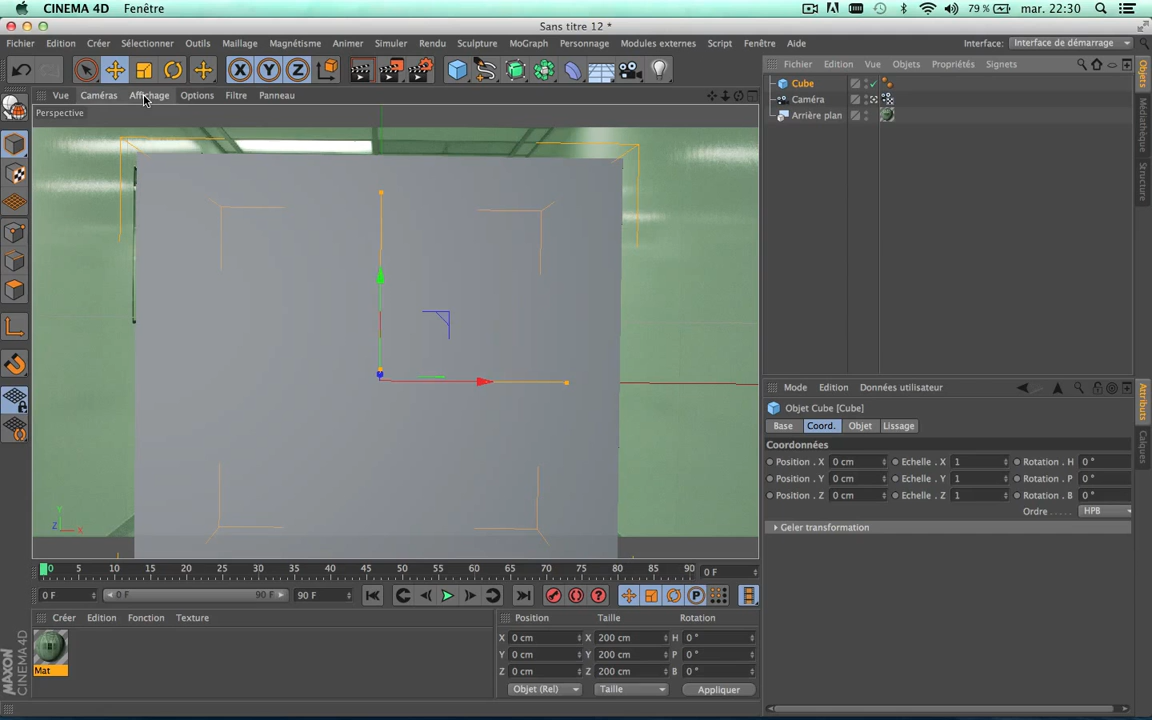 CINEMA 4D Fenêtre 79 % mar. 22:30
Sans titre 12 *
Fichier Edition Créer Sélectionner Outils Maillage Magnétisme Animer Simuler Rendu Sculpture MoGraph Personnage Modules externes Script Fenêtre Aide Interface: Interface de démarrage
X Y Z
Fichier Edition Vue Objets Propriétés Signets
Cube
Caméra
Arrière plan
Objets
Médiathèque
Structure
Vue Caméras Affichage Options Filtre Panneau
Perspective
Y
Z X
Mode Edition Données utilisateur
Objet Cube [Cube]
Base Coord. Objet Lissage
Coordonnées
Position . X 0 cm Echelle . X 1 Rotation . H 0 °
Position . Y 0 cm Echelle . Y 1 Rotation . P 0 °
Position . Z 0 cm Echelle . Z 1 Rotation . B 0 °
Ordre . . . . . HPB
Geler transformation
Attributs
Calques
0 5 10 15 20 25 30 35 40 45 50 55 60 65 70 75 80 85 90 0 F
0 F 0 F 90 F 90 F
P
Créer Edition Fonction Texture
Mat
Position Taille Rotation
X 0 cm X 200 cm H 0 °
Y 0 cm Y 200 cm P 0 °
Z 0 cm Z 200 cm B 0 °
Objet (Rel) Taille Appliquer
MAXON
CINEMA 4D